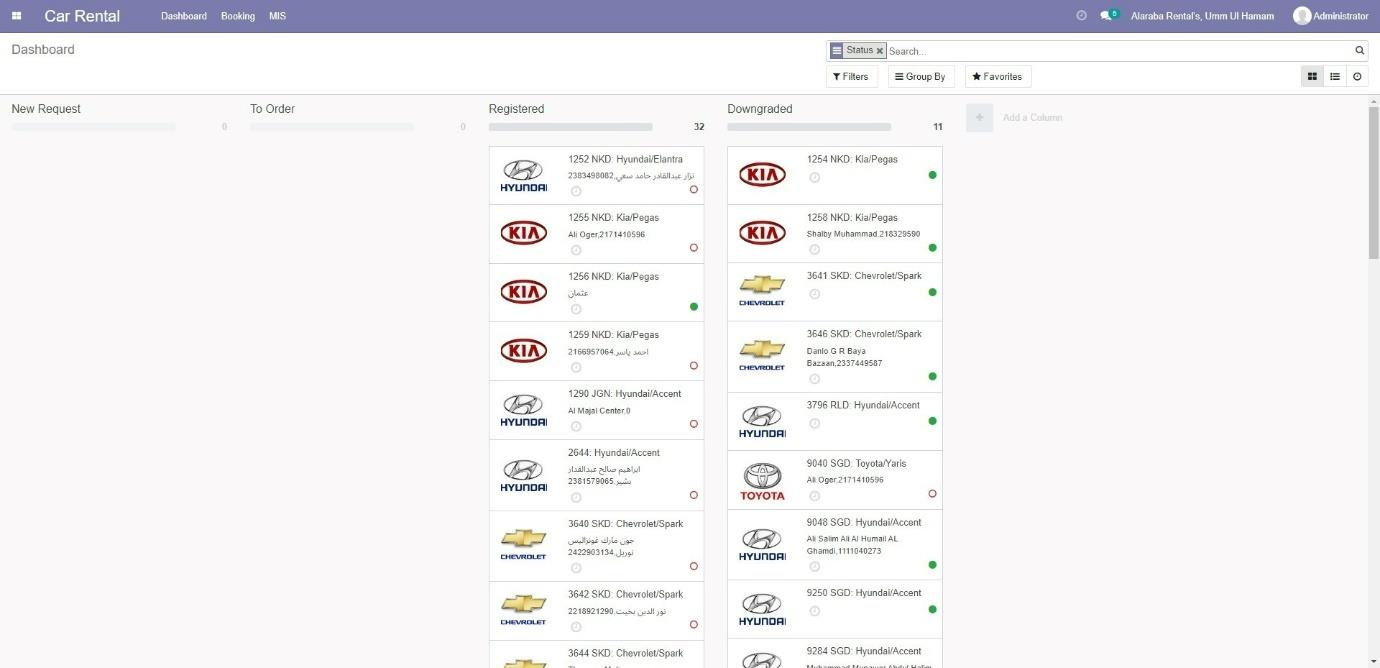 Car Rental
Dashboard Booking MIS
6
Alaraba Rental's, Umm Ul Hamam
Administrator
Dashboard
Status × Search...
Filters Group By Favorites
New Request
0
To Order
0
Registered
32
1252 NKD: Hyundai/Elantra
نزار عبدالقادر حامد سعي,2383498082
HYUNDAI
1255 NKD: Kia/Pegas
Ali Oger,2171410596
KIA
1256 NKD: Kia/Pegas
عثمان
KIA
1259 NKD: Kia/Pegas
احمد ياسر,2166957064
KIA
1290 JGN: Hyundai/Accent
Al Majal Center,0
HYUNDAI
2644: Hyundai/Accent
ابراهيم صالح عبدالقدار
بشير,2381579065
HYUNDAI
3640 SKD: Chevrolet/Spark
جون مارك غونزاليس
نوريل,2422903134
CHEVROLET
3642 SKD: Chevrolet/Spark
نور الدين بخيت,2218921290
CHEVROLET
3644 SKD: Chevrolet/Spark
Downgraded
11
1254 NKD: Kia/Pegas
KIA
1258 NKD: Kia/Pegas
Shalby Muhammad,218329590
KIA
3641 SKD: Chevrolet/Spark
CHEVROLET
3646 SKD: Chevrolet/Spark
Danlo G R Baya
Bazaan,2337449587
CHEVROLET
3796 RLD: Hyundai/Accent
HYUNDAI
9040 SGD: Toyota/Yaris
Ali Oger,2171410596
TOYOTA
9048 SGD: Hyundai/Accent
Ali Salim Ali Al Humail AL
Ghamdi,1111040273
HYUNDAI
9250 SGD: Hyundai/Accent
HYUNDAI
9284 SGD: Hyundai/Accent
Add a Column